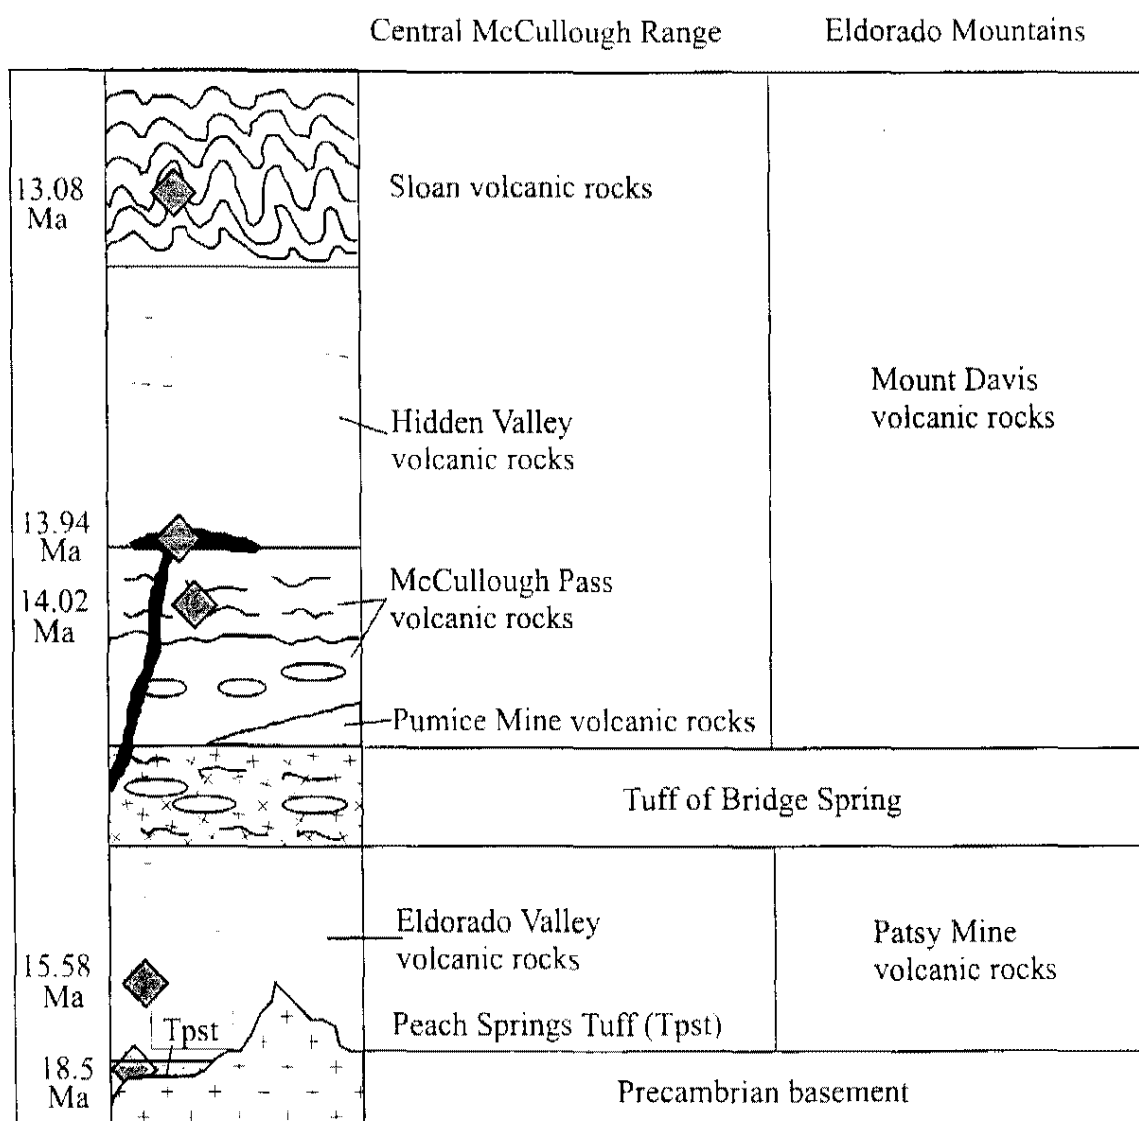 Central McCullough Range
Eldorado Mountains
13.08
Ma
Sloan volcanic rocks
Mount Davis
volcanic rocks
Hidden Valley
volcanic rocks
13.94
Ma
14.02
Ma
McCullough Pass
volcanic rocks
Pumice Mine volcanic rocks
Tuff of Bridge Spring
Eldorado Valley
volcanic rocks
Patsy Mine
volcanic rocks
15.58
Ma
Tpst
Peach Springs Tuff (Tpst)
18.5
Ma
Precambrian basement